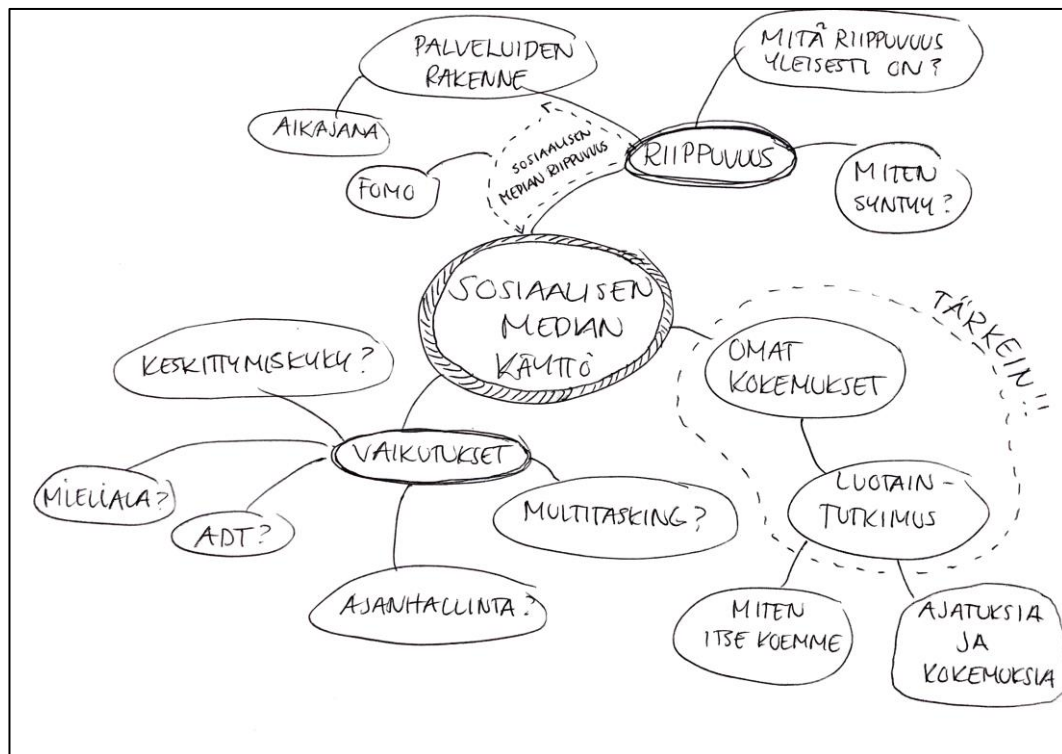 PALVELUIDEN
RAKENNE
MITÄ RIIPPUVUUS
YLEISESTI ON?
AIKAJANA
SOSIAALISEN
MEDIAN RIIPPUVUUS
RIIPPUVUUS
FOMO
MITEN
SYNTYY?
SOSIAALISEN
MEDIAN
KÄYTTÖ
TÄRKEIN!!
OMAT
KOKEMUKSET
LUOTAIN-
TUTKIMUS
MITEN
ITSE KOEMME
AJATUKSIA
JA
KOKEMUKSIA
KESKITTYMISKYKY?
VAIKUTUKSET
MIELIALA?
ADT?
MULTITASKING?
AJANHALLINTA?